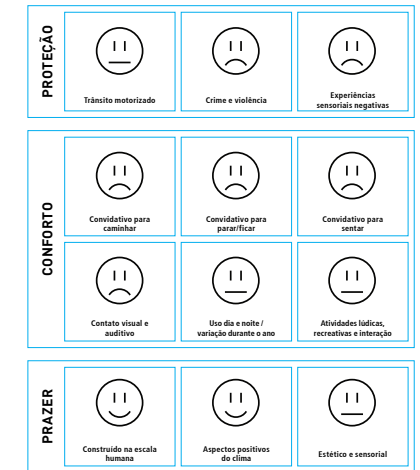 PROTEÇÃO
Trânsito motorizado
Crime e violência
Experiências
sensoriais negativas
CONFORTO
Convidativo para
caminhar
Convidativo para
parar/ficar
Convidativo para
sentar
Contato visual e
auditivo
Uso dia e noite /
variação durante o ano
Atividades lúdicas,
recreativas e interação
PRAZER
Construído na escala
humana
Aspectos positivos
do clima
Estético e sensorial